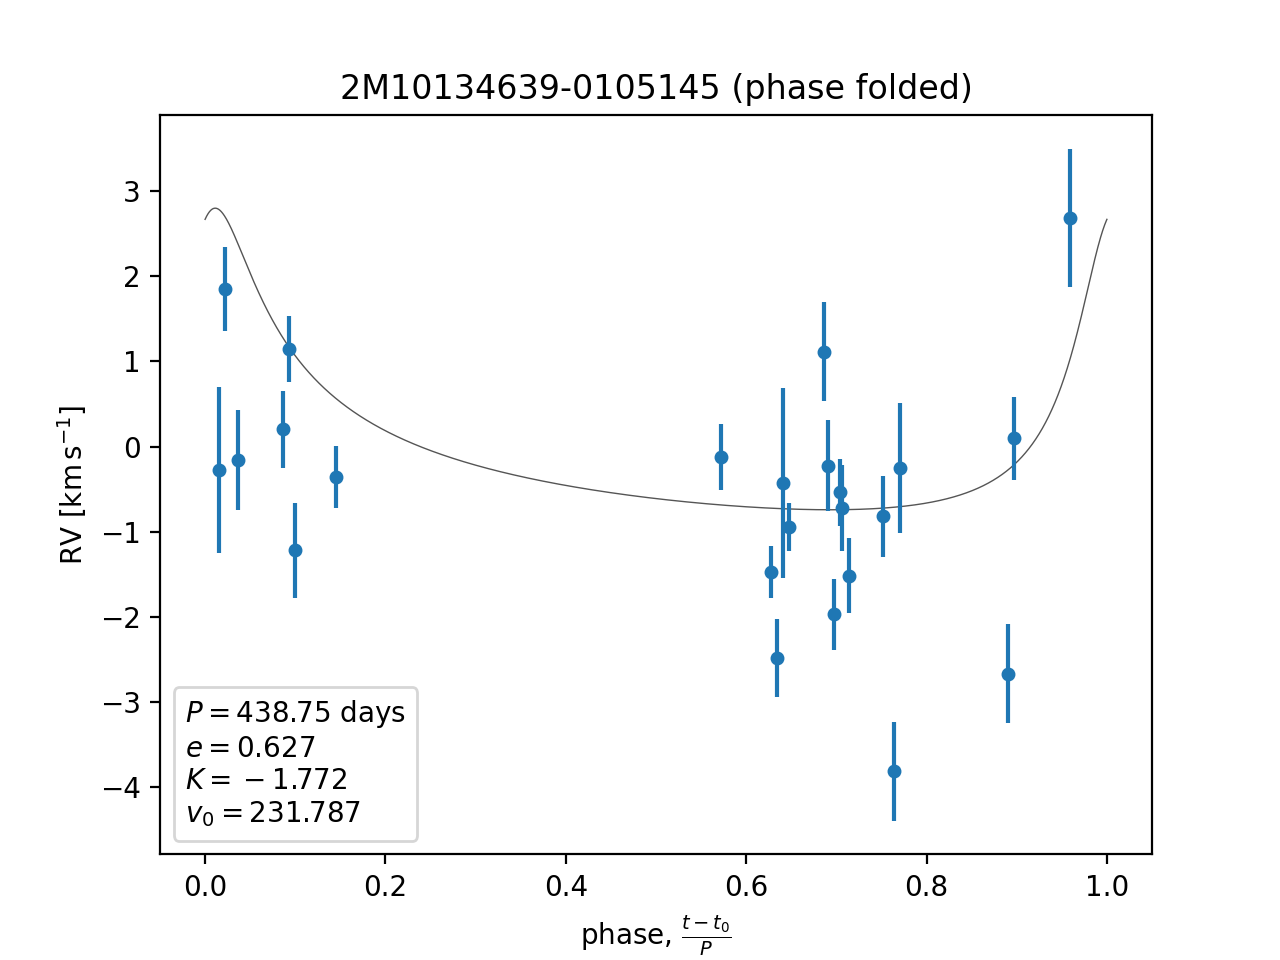 2M10134639-0105145 (phase folded)
RV [km s⁻¹]
3
2
1
0
−1
−2
−3
−4
P = 438.75 days
e = 0.627
K = −1.772
v₀ = 231.787
0.0 0.2 0.4 0.6 0.8 1.0
phase, (t − t₀)/P